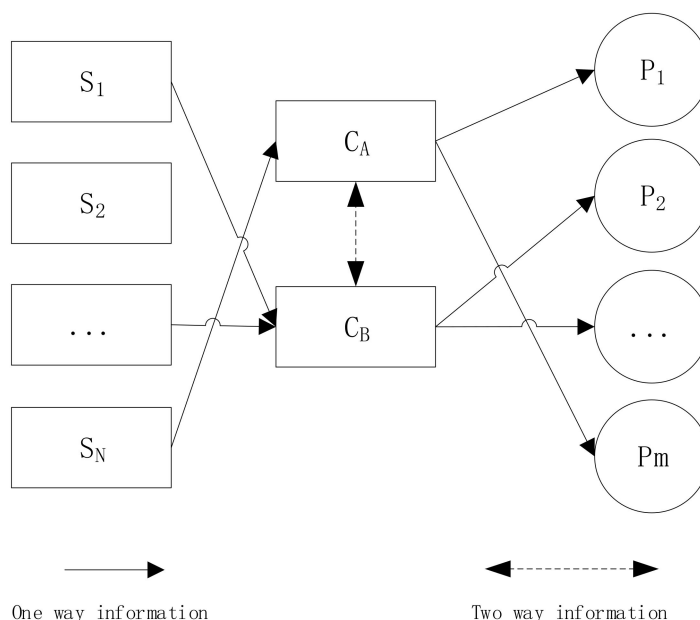 S1
S2
...
SN
CA
CB
P1
P2
...
Pm
One way information
Two way information